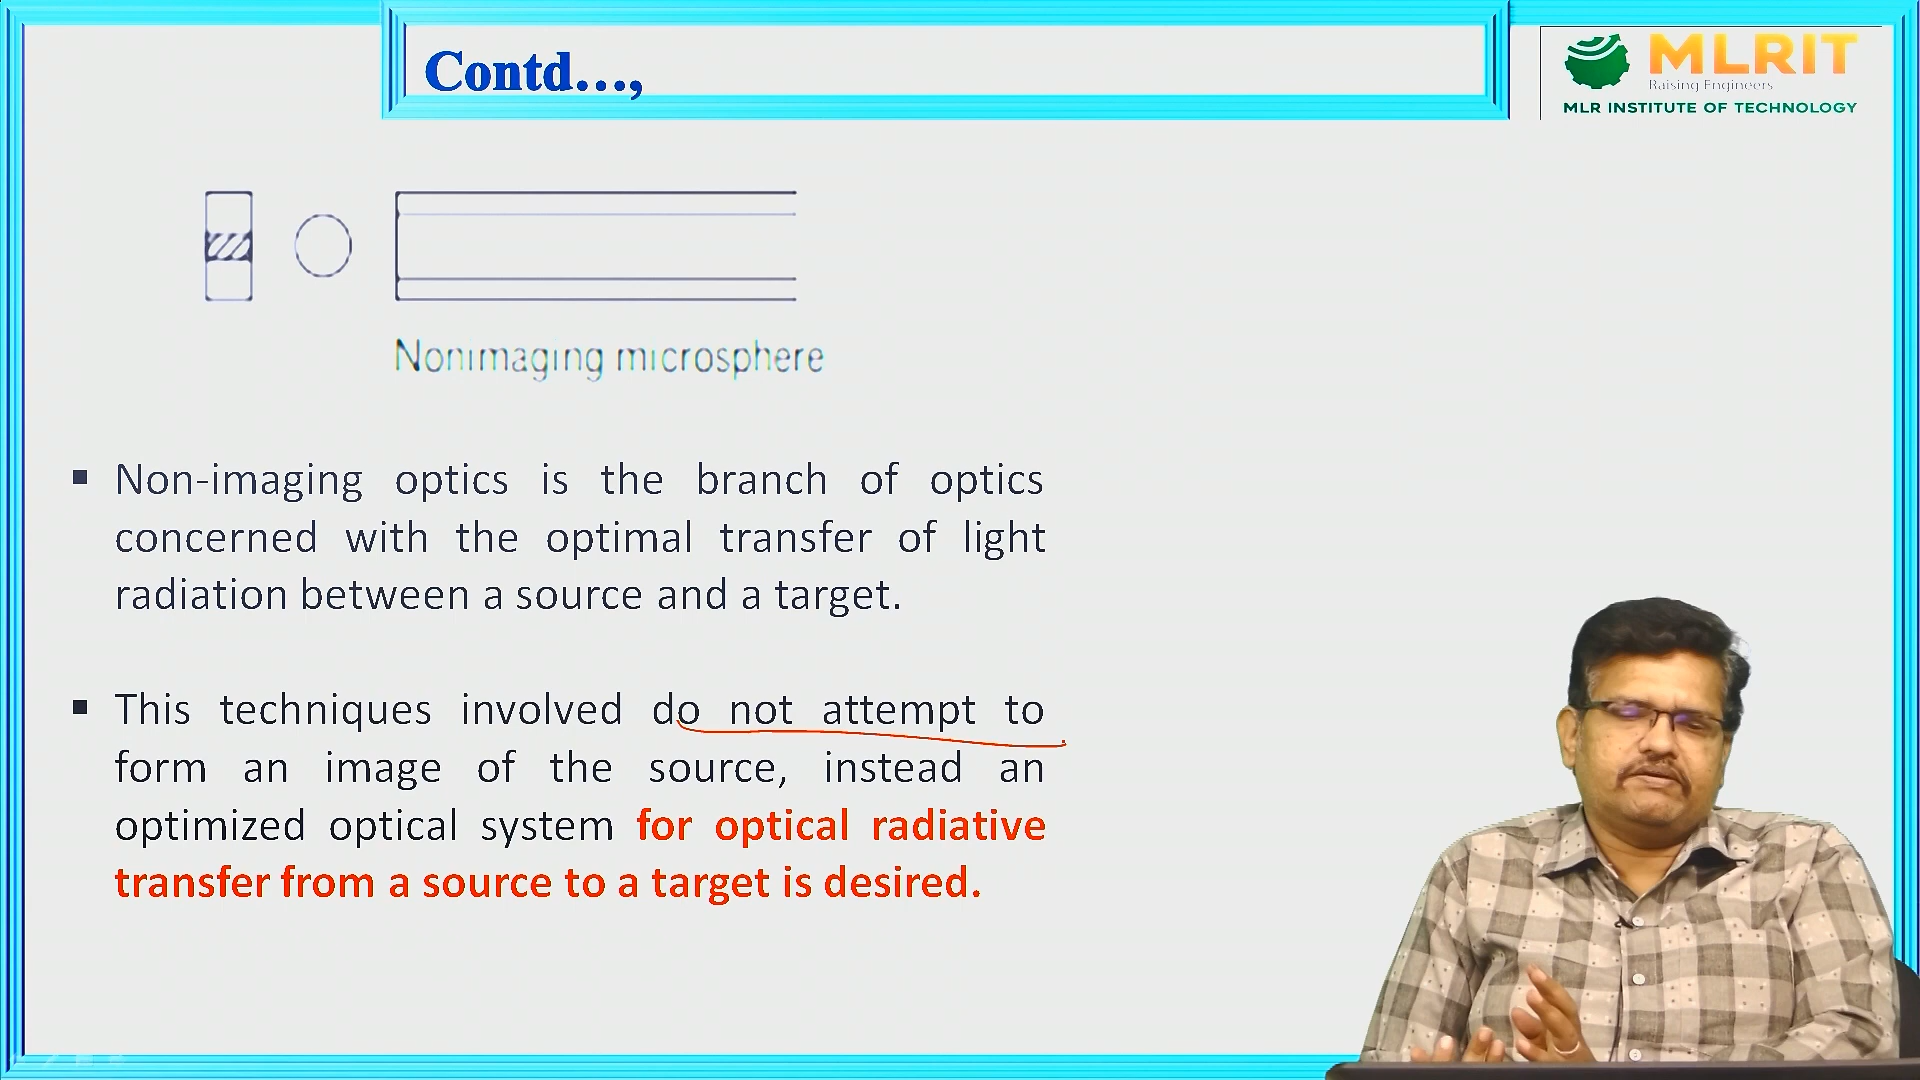 Contd...,
MLRIT
Raising Engineers
MLR INSTITUTE OF TECHNOLOGY
Nonimaging microsphere
▪ Non-imaging optics is the branch of optics
concerned with the optimal transfer of light
radiation between a source and a target.
▪ This techniques involved do not attempt to
form an image of the source, instead an
optimized optical system for optical radiative
transfer from a source to a target is desired.